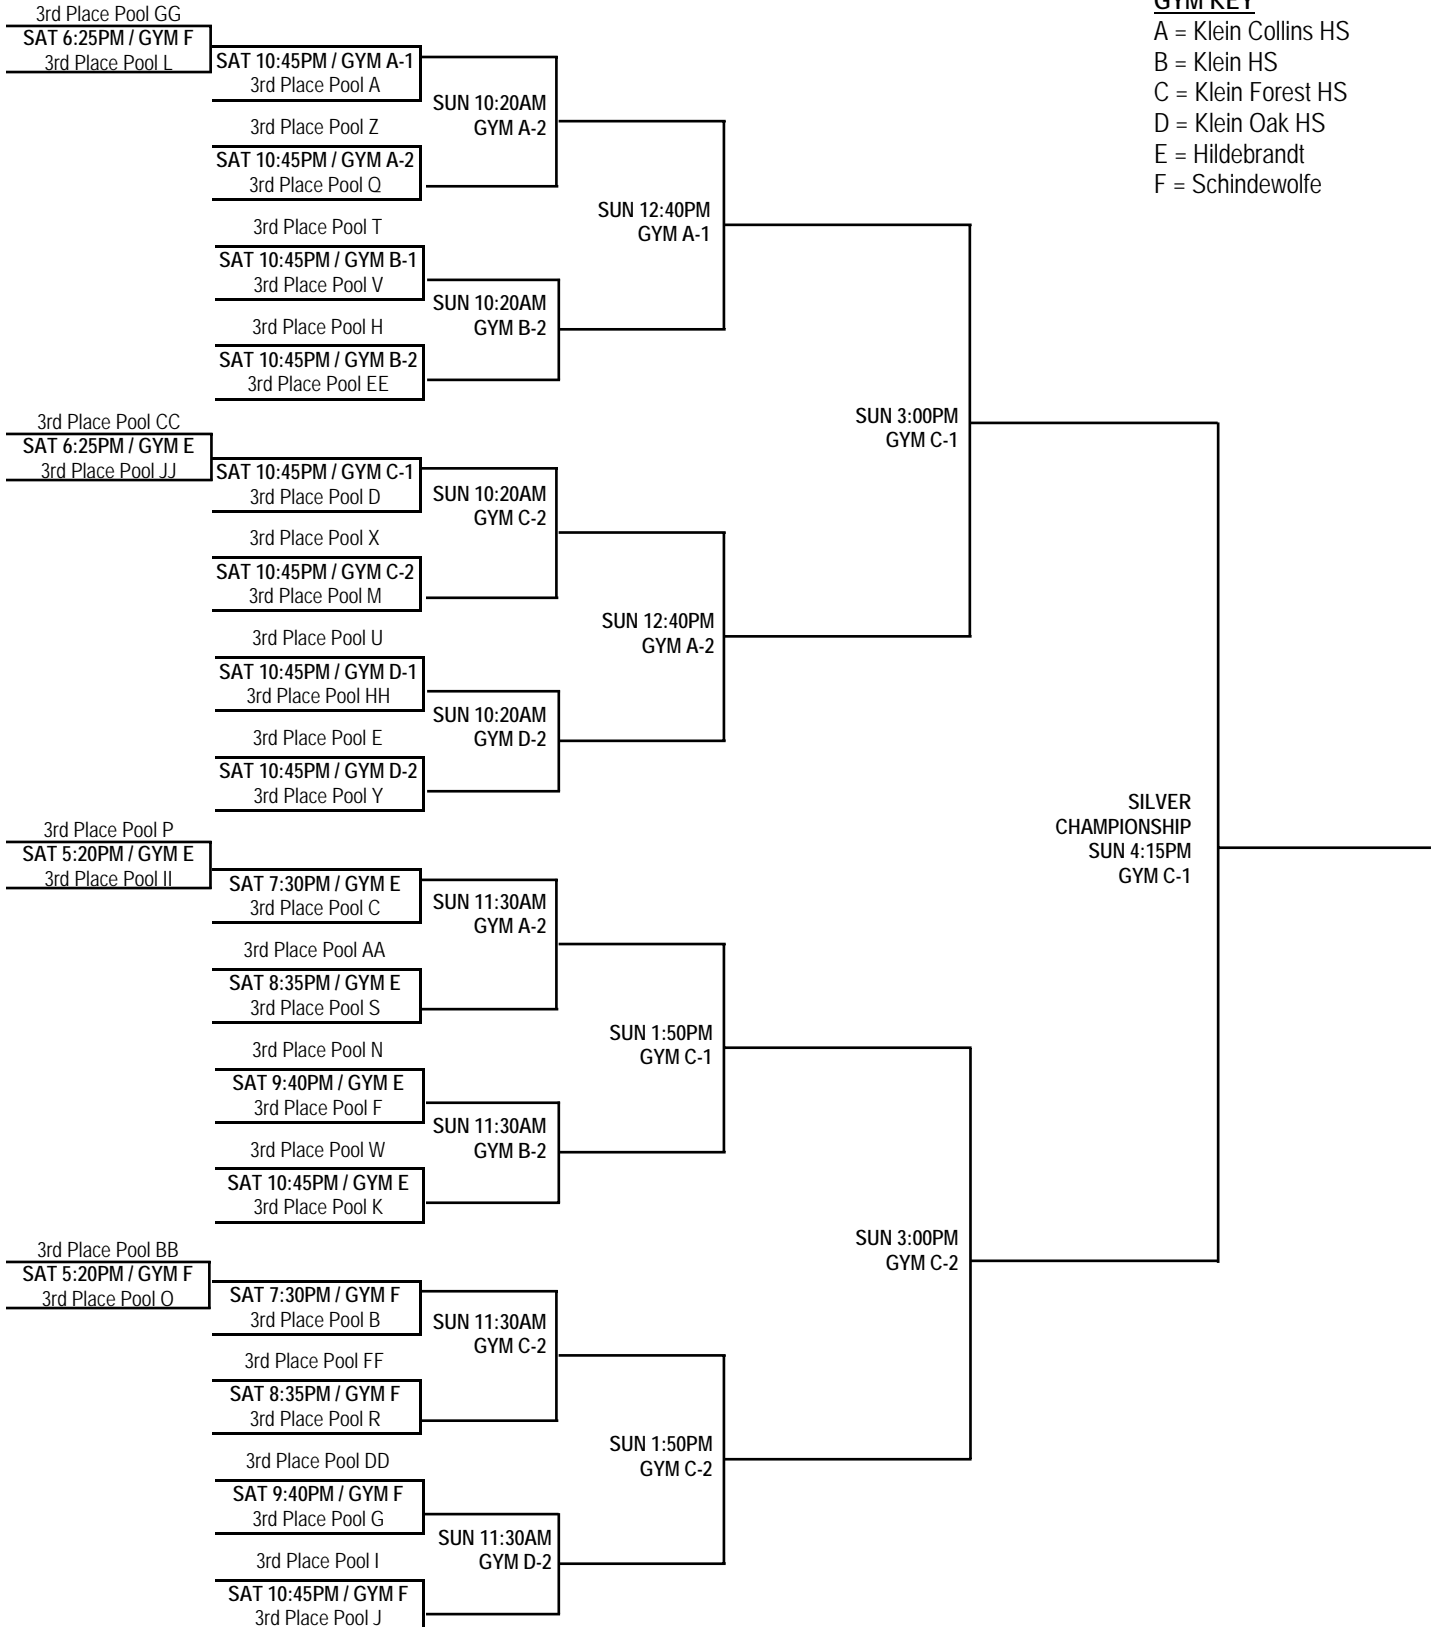 GYM KEY
A = Klein Collins HS
B = Klein HS
C = Klein Forest HS
D = Klein Oak HS
E = Hildebrandt
F = Schindewolfe
3rd Place Pool GG
SAT 6:25PM / GYM F
3rd Place Pool L
SAT 10:45PM / GYM A-1
3rd Place Pool A
SUN 10:20AM
GYM A-2
3rd Place Pool Z
SAT 10:45PM / GYM A-2
3rd Place Pool Q
SUN 12:40PM
GYM A-1
3rd Place Pool T
SAT 10:45PM / GYM B-1
3rd Place Pool V
SUN 10:20AM
GYM B-2
3rd Place Pool H
SAT 10:45PM / GYM B-2
3rd Place Pool EE
SUN 3:00PM
GYM C-1
3rd Place Pool CC
SAT 6:25PM / GYM E
3rd Place Pool JJ
SAT 10:45PM / GYM C-1
3rd Place Pool D
SUN 10:20AM
GYM C-2
3rd Place Pool X
SAT 10:45PM / GYM C-2
3rd Place Pool M
SUN 12:40PM
GYM A-2
3rd Place Pool U
SAT 10:45PM / GYM D-1
3rd Place Pool HH
SUN 10:20AM
GYM D-2
3rd Place Pool E
SAT 10:45PM / GYM D-2
3rd Place Pool Y
SILVER
CHAMPIONSHIP
SUN 4:15PM
GYM C-1
3rd Place Pool P
SAT 5:20PM / GYM E
3rd Place Pool II
SAT 7:30PM / GYM E
3rd Place Pool C
SUN 11:30AM
GYM A-2
3rd Place Pool AA
SAT 8:35PM / GYM E
3rd Place Pool S
SUN 1:50PM
GYM C-1
3rd Place Pool N
SAT 9:40PM / GYM E
3rd Place Pool F
SUN 11:30AM
GYM B-2
3rd Place Pool W
SAT 10:45PM / GYM E
3rd Place Pool K
SUN 3:00PM
GYM C-2
3rd Place Pool BB
SAT 5:20PM / GYM F
3rd Place Pool O
SAT 7:30PM / GYM F
3rd Place Pool B
SUN 11:30AM
GYM C-2
3rd Place Pool FF
SAT 8:35PM / GYM F
3rd Place Pool R
SUN 1:50PM
GYM C-2
3rd Place Pool DD
SAT 9:40PM / GYM F
3rd Place Pool G
SUN 11:30AM
GYM D-2
3rd Place Pool I
SAT 10:45PM / GYM F
3rd Place Pool J